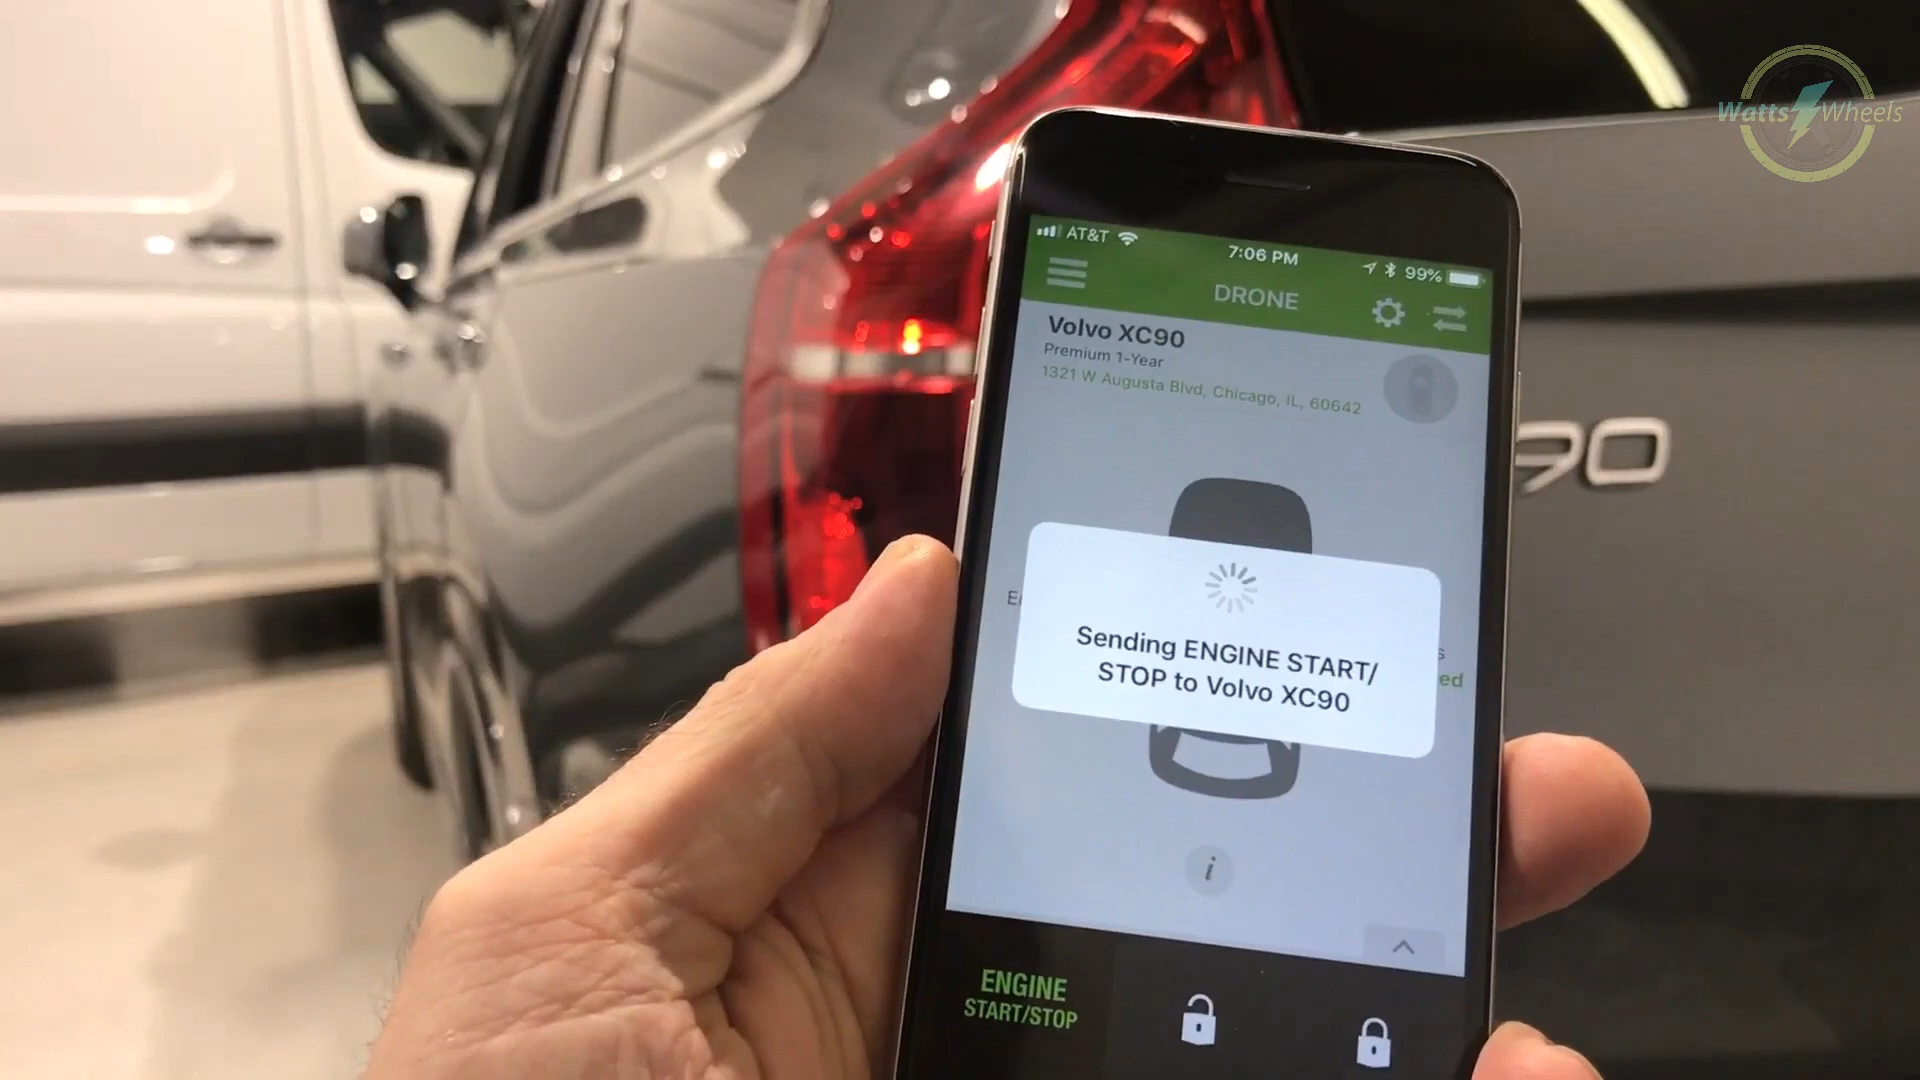 Watts Wheels
AT&T
7:06 PM
99%
DRONE
Volvo XC90
Premium 1-Year
1321 W Augusta Blvd, Chicago, IL, 60642
90
Sending ENGINE START/
STOP to Volvo XC90
ed
i
ENGINE
START/STOP